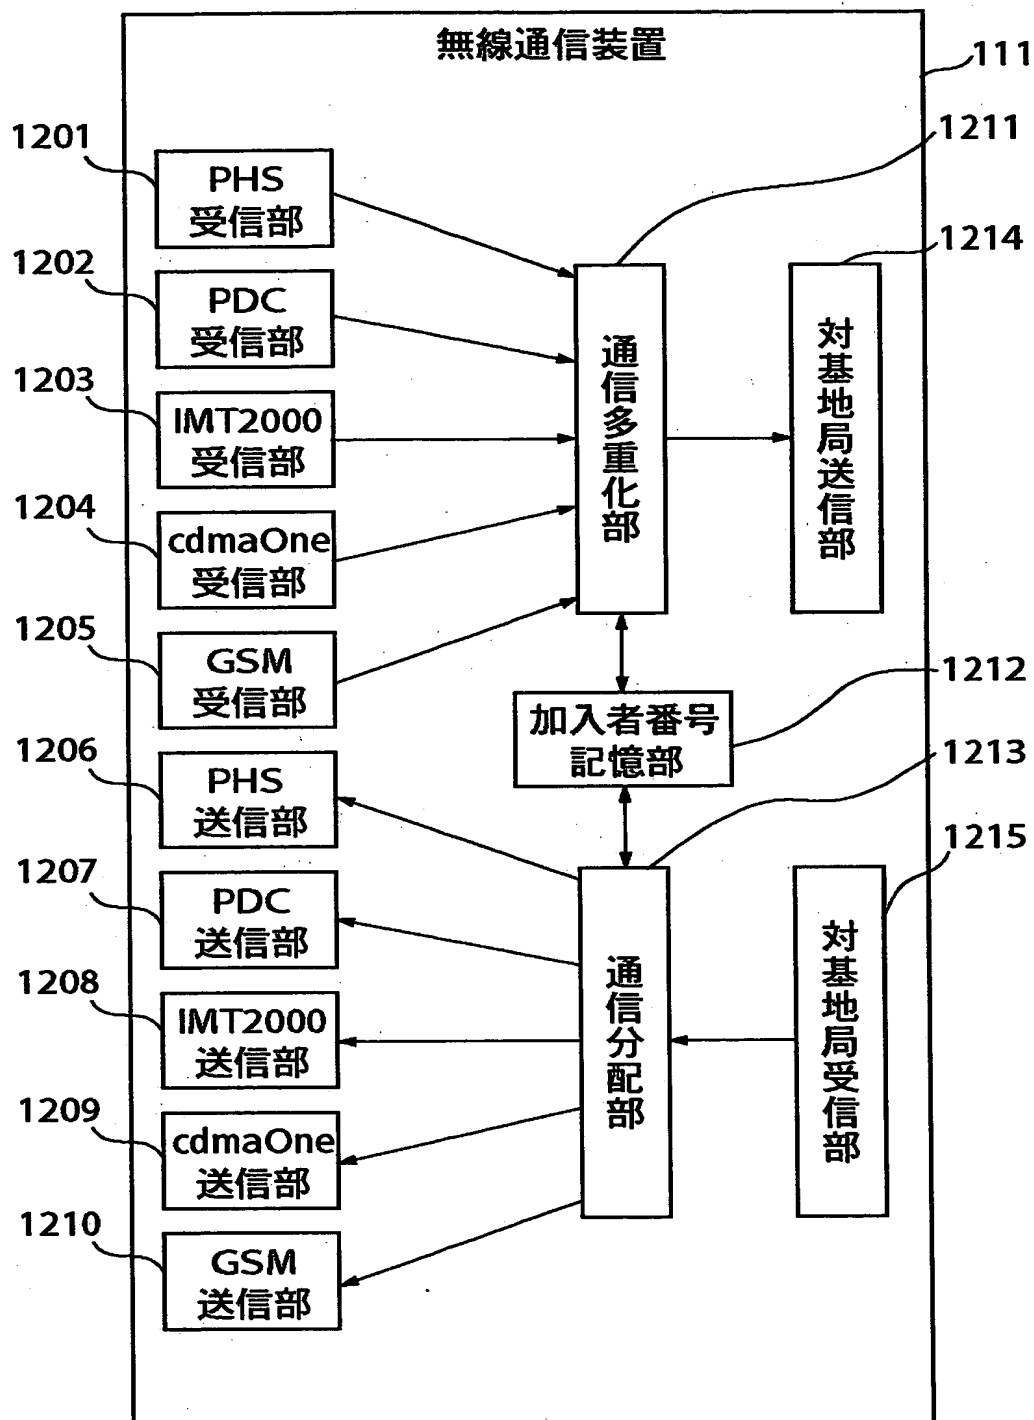 無線通信装置
111
1201
PHS
受信部
1202
PDC
受信部
1203
IMT2000
受信部
1204
cdmaOne
受信部
1205
GSM
受信部
1206
PHS
送信部
1207
PDC
送信部
1208
IMT2000
送信部
1209
cdmaOne
送信部
1210
GSM
送信部
1211
通信多重化部
1214
対基地局送信部
1212
加入者番号
記憶部
1213
通信分配部
1215
対基地局受信部